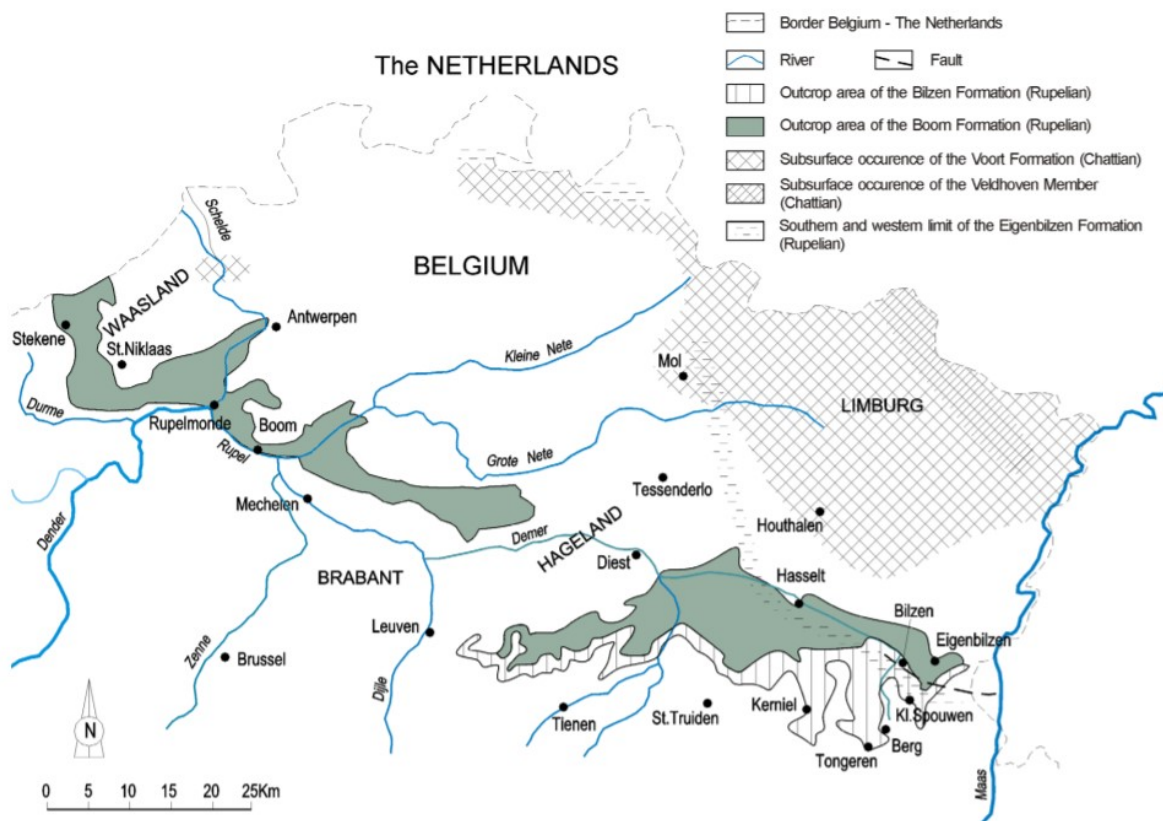 Border Belgium - The Netherlands
River
Fault
Outcrop area of the Bilzen Formation (Rupelian)
Outcrop area of the Boom Formation (Rupelian)
Subsurface occurence of the Voort Formation (Chattian)
Subsurface occurence of the Veldhoven Member
(Chattian)
Southern and western limit of the Eigenbilzen Formation
(Rupelian)
The NETHERLANDS
Schelde
BELGIUM
WAASLAND
Antwerpen
Stekene
St.Niklaas
Kleine Nete
Mol
LIMBURG
Durme
Rupelmonde
Boom
Rupel
Grote Nete
Tessenderlo
Mechelen
Houthalen
Dender
Demer
HAGELAND
Diest
BRABANT
Hasselt
Bilzen
Leuven
Eigenbilzen
Zenne
Brussel
Dijle
Tienen
St.Truiden
Kerniel
Kl.Spouwen
Berg
Tongeren
Maas
N
0 5 10 15 20 25Km